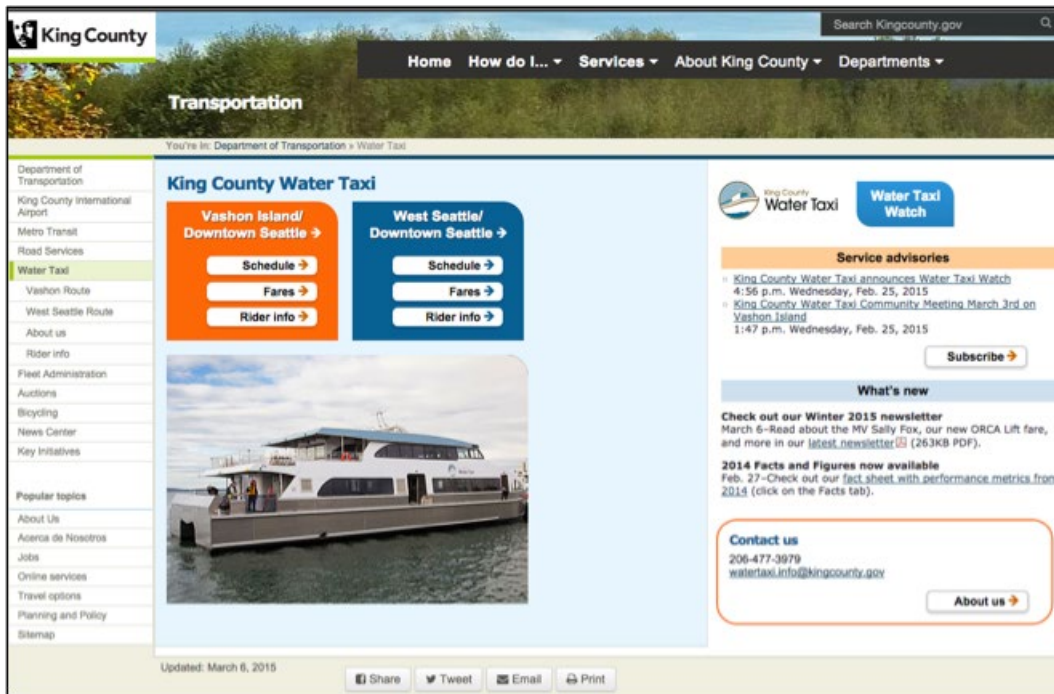 King County
Search Kingcounty.gov
Home How do I... Services About King County Departments
Transportation
You're in: Department of Transportation » Water Taxi
Department of
Transportation
King County International
Airport
Metro Transit
Road Services
Water Taxi
Vashon Route
West Seattle Route
About us
Rider info
Fleet Administration
Auctions
Bicycling
News Center
Key Initiatives
Popular topics
About Us
Acerca de Nosotros
Jobs
Online services
Travel options
Planning and Policy
Sitemap
King County Water Taxi
Vashon Island/
Downtown Seattle →
Schedule →
Fares →
Rider info →
West Seattle/
Downtown Seattle →
Schedule →
Fares →
Rider info →
King County
Water Taxi
Water Taxi
Watch
Service advisories
King County Water Taxi announces Water Taxi Watch
4:56 p.m. Wednesday, Feb. 25, 2015
King County Water Taxi Community Meeting March 3rd on
Vashon Island
1:47 p.m. Wednesday, Feb. 25, 2015
Subscribe →
What's new
Check out our Winter 2015 newsletter
March 6–Read about the MV Sally Fox, our new ORCA Lift fare,
and more in our latest newsletter (263KB PDF).
2014 Facts and Figures now available
Feb. 27–Check out our fact sheet with performance metrics from
2014 (click on the Facts tab).
Contact us
206-477-3979
watertaxi.info@kingcounty.gov
About us →
Updated: March 6, 2015
Share Tweet Email Print